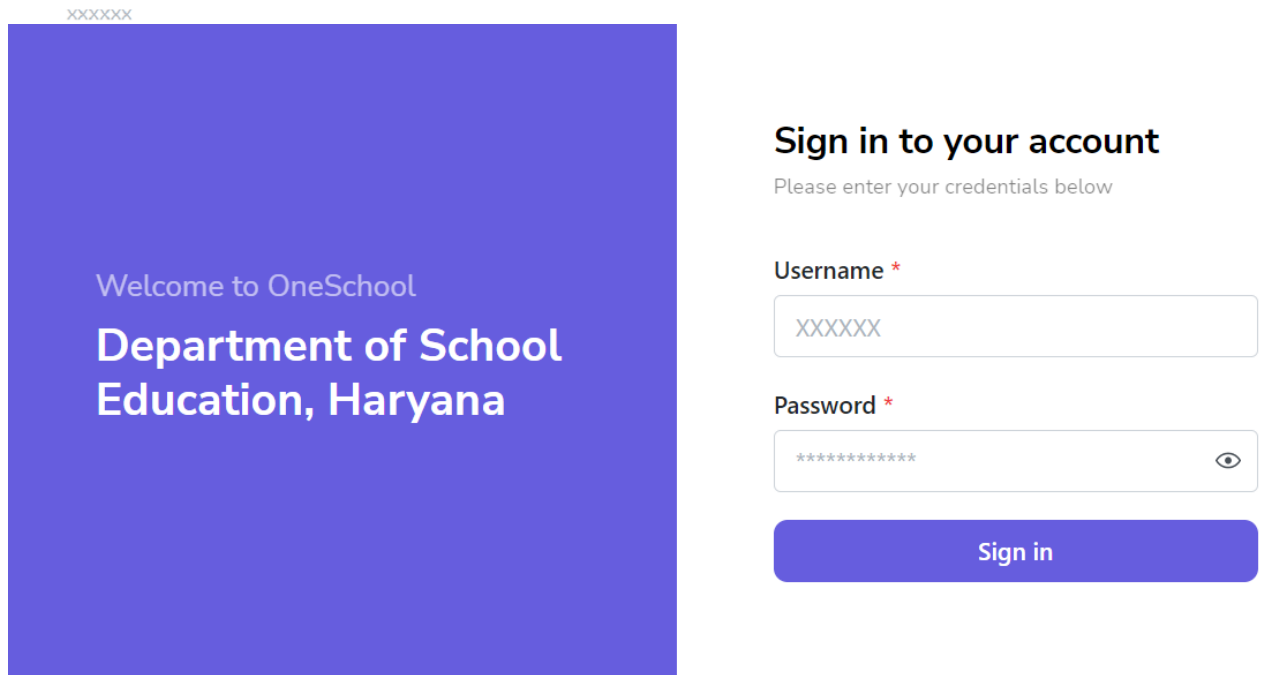 xxxxxx
Welcome to OneSchool
Department of School
Education, Haryana
Sign in to your account
Please enter your credentials below
Username *
XXXXXX
Password *
************
Sign in